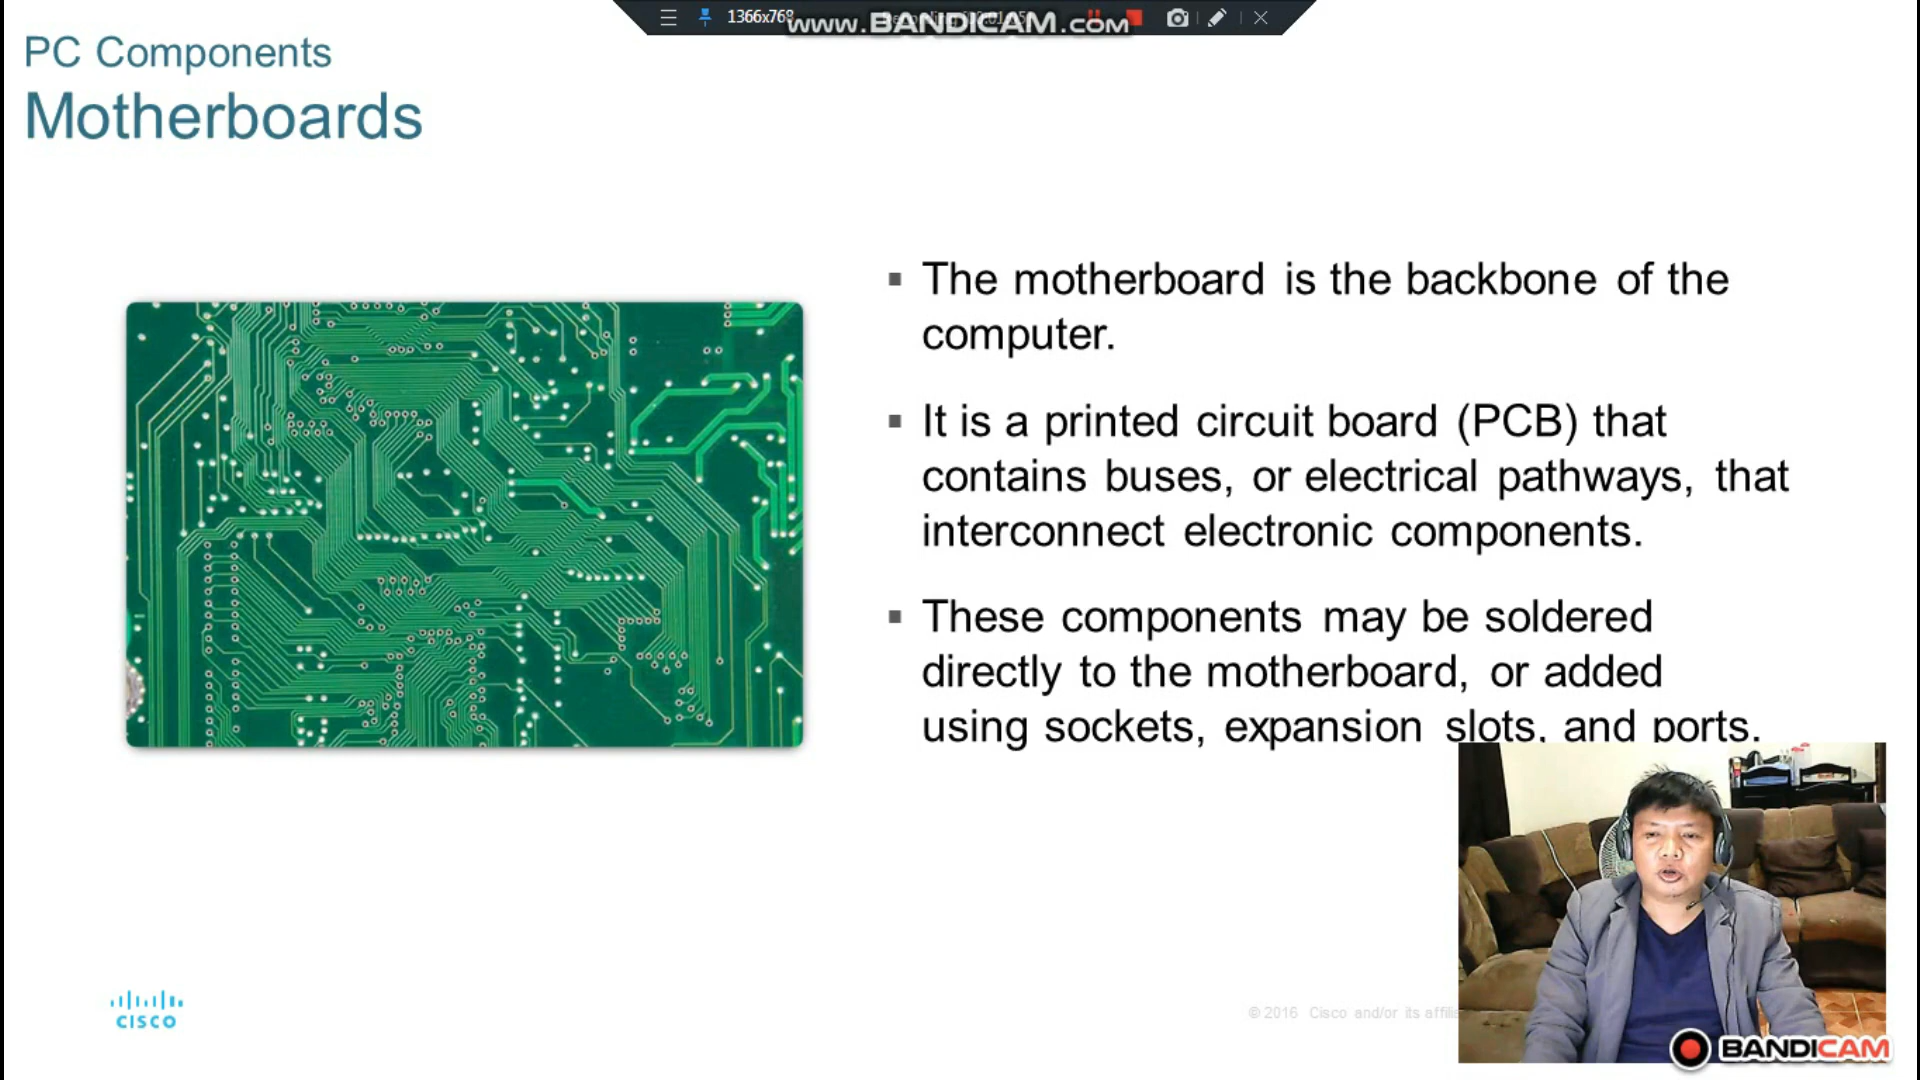 1366x768
www.BANDICAM.COM
PC Components
Motherboards
▪ The motherboard is the backbone of the
computer.
▪ It is a printed circuit board (PCB) that
contains buses, or electrical pathways, that
interconnect electronic components.
▪ These components may be soldered
directly to the motherboard, or added
using sockets, expansion slots, and ports.
CISCO
© 2016 Cisco and/or its
BANDICAM